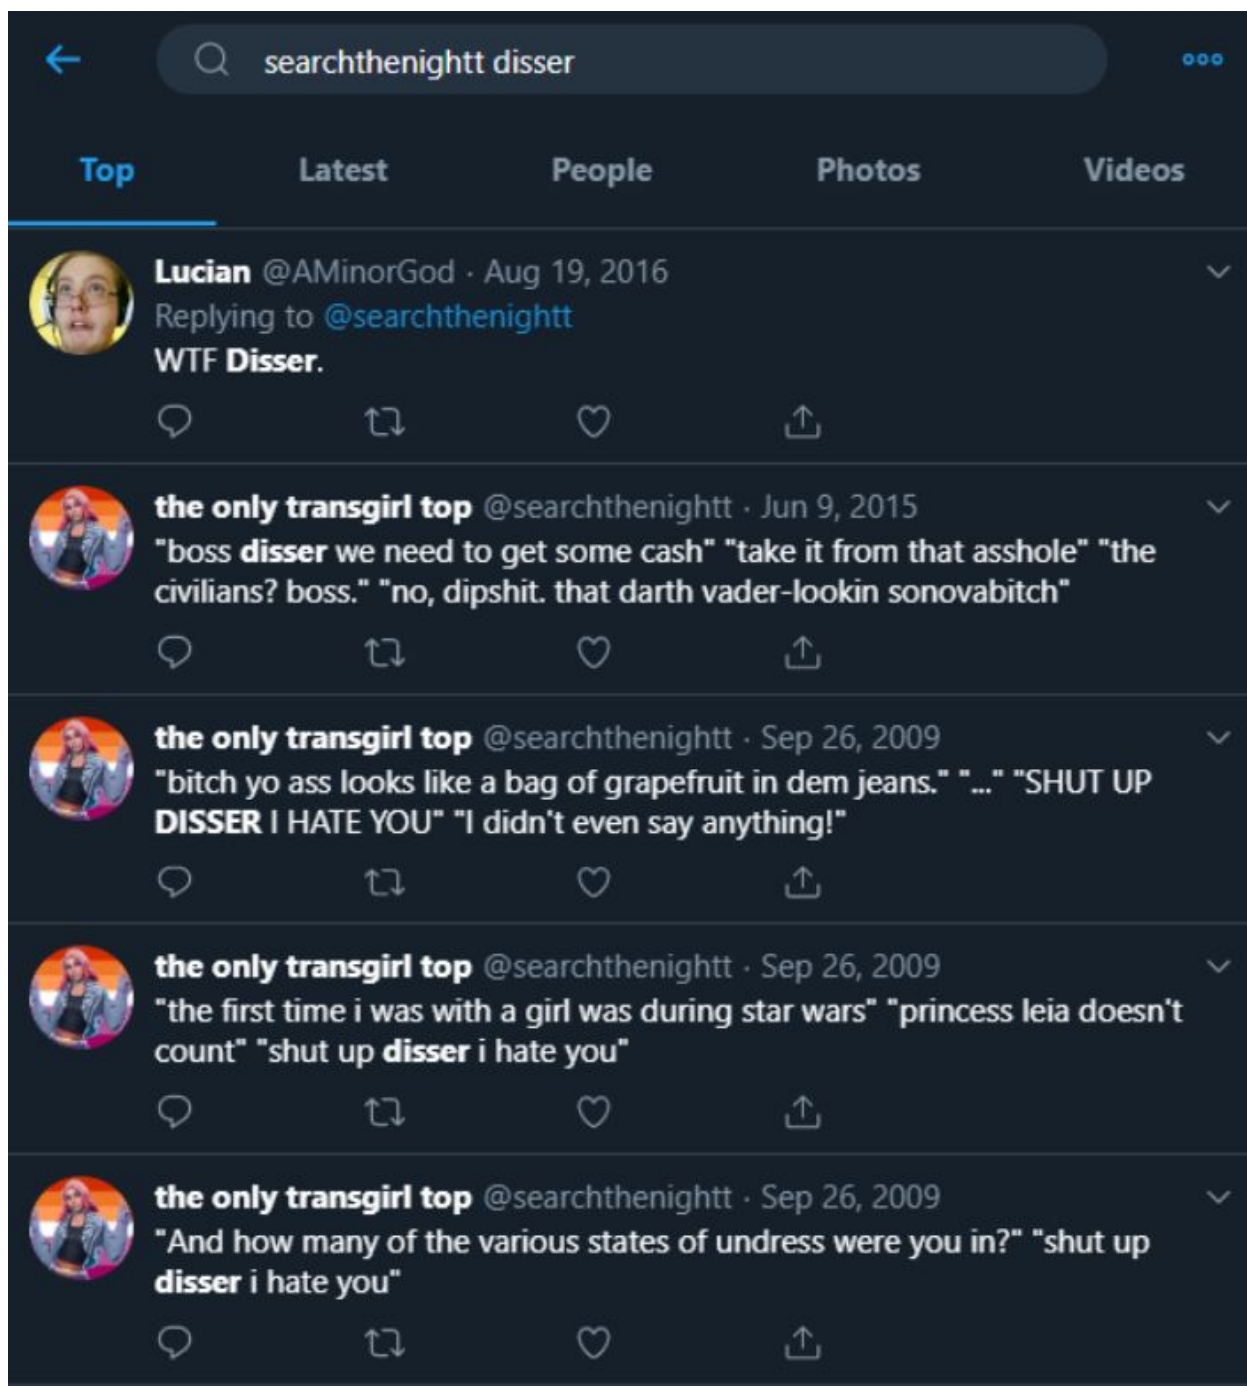 searchthenightt disser
Top Latest People Photos Videos
Lucian @AMinorGod · Aug 19, 2016
Replying to @searchthenightt
WTF Disser.
the only transgirl top @searchthenightt · Jun 9, 2015
"boss disser we need to get some cash" "take it from that asshole" "the
civilians? boss." "no, dipshit. that darth vader-lookin sonovabitch"
the only transgirl top @searchthenightt · Sep 26, 2009
"bitch yo ass looks like a bag of grapefruit in dem jeans." "..." "SHUT UP
DISSER I HATE YOU" "I didn't even say anything!"
the only transgirl top @searchthenightt · Sep 26, 2009
"the first time i was with a girl was during star wars" "princess leia doesn't
count" "shut up disser i hate you"
the only transgirl top @searchthenightt · Sep 26, 2009
"And how many of the various states of undress were you in?" "shut up
disser i hate you"